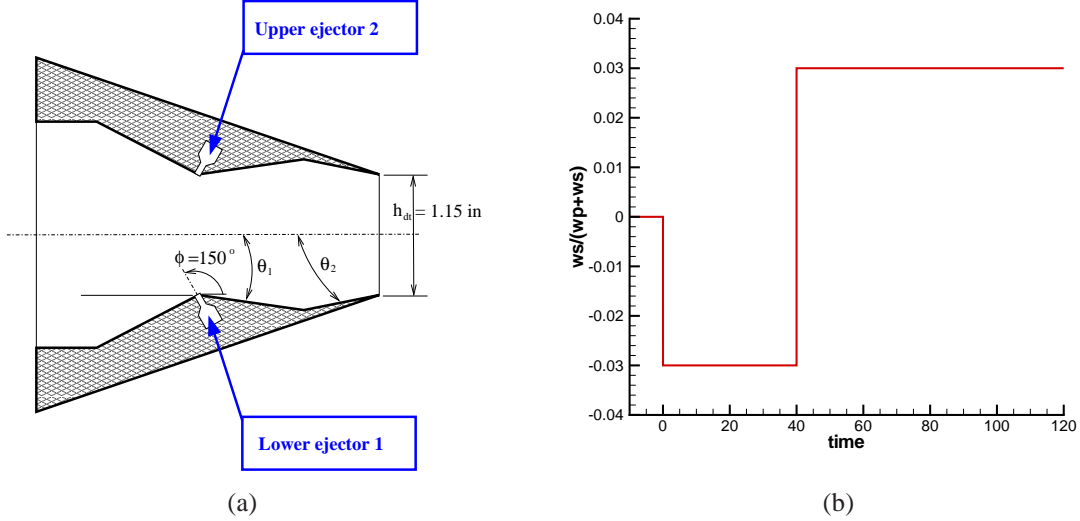 Upper ejector 2
h_dt = 1.15 in
ϕ =150 °
θ1
θ2
Lower ejector 1
(a)
0.04
0.03
0.02
0.01
0
-0.01
-0.02
-0.03
-0.04
ws/(wp+ws)
0 20 40 60 80 100 120
time
(b)